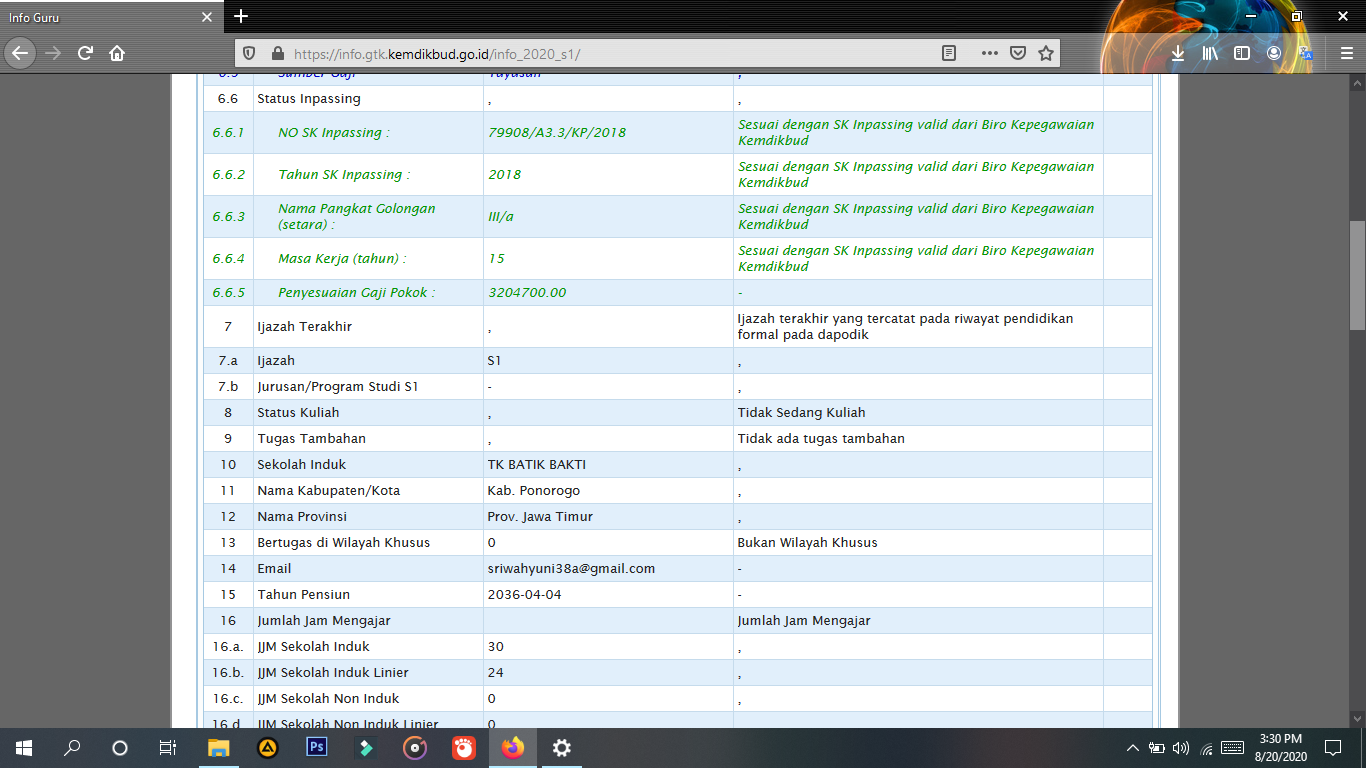 Info Guru
https://info.gtk.kemdikbud.go.id/info_2020_s1/
6.5 Sumber Gaji Yayasan ,
6.6 Status Inpassing , ,
6.6.1 NO SK Inpassing : 79908/A3.3/KP/2018 Sesuai dengan SK Inpassing valid dari Biro Kepegawaian
Kemdikbud
6.6.2 Tahun SK Inpassing : 2018 Sesuai dengan SK Inpassing valid dari Biro Kepegawaian
Kemdikbud
6.6.3 Nama Pangkat Golongan
(setara) : III/a Sesuai dengan SK Inpassing valid dari Biro Kepegawaian
Kemdikbud
6.6.4 Masa Kerja (tahun) : 15 Sesuai dengan SK Inpassing valid dari Biro Kepegawaian
Kemdikbud
6.6.5 Penyesuaian Gaji Pokok : 3204700.00 -
7 Ijazah Terakhir , Ijazah terakhir yang tercatat pada riwayat pendidikan
formal pada dapodik
7.a Ijazah S1 ,
7.b Jurusan/Program Studi S1 - ,
8 Status Kuliah , Tidak Sedang Kuliah
9 Tugas Tambahan , Tidak ada tugas tambahan
10 Sekolah Induk TK BATIK BAKTI ,
11 Nama Kabupaten/Kota Kab. Ponorogo ,
12 Nama Provinsi Prov. Jawa Timur ,
13 Bertugas di Wilayah Khusus 0 Bukan Wilayah Khusus
14 Email sriwahyuni38a@gmail.com -
15 Tahun Pensiun 2036-04-04 -
16 Jumlah Jam Mengajar Jumlah Jam Mengajar
16.a. JJM Sekolah Induk 30 ,
16.b. JJM Sekolah Induk Linier 24 ,
16.c. JJM Sekolah Non Induk 0 ,
16.d JJM Sekolah Non Induk Linier 0
Ps
3:30 PM
8/20/2020